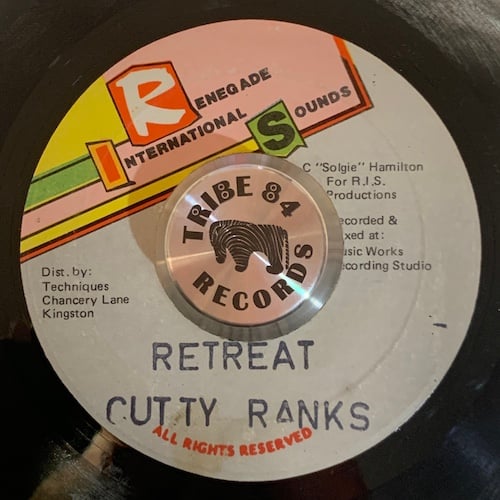 RENEGADE
INTERNATIONAL
SOUNDS
C "Solgie" Hamilton
For R.I.S.
Productions
Recorded &
Mixed at:
Music Works
Recording Studio
Dist. by:
Techniques
Chancery Lane
Kingston
TRIBE 84
RECORDS
RETREAT
CUTTY RANKS
ALL RIGHTS RESERVED